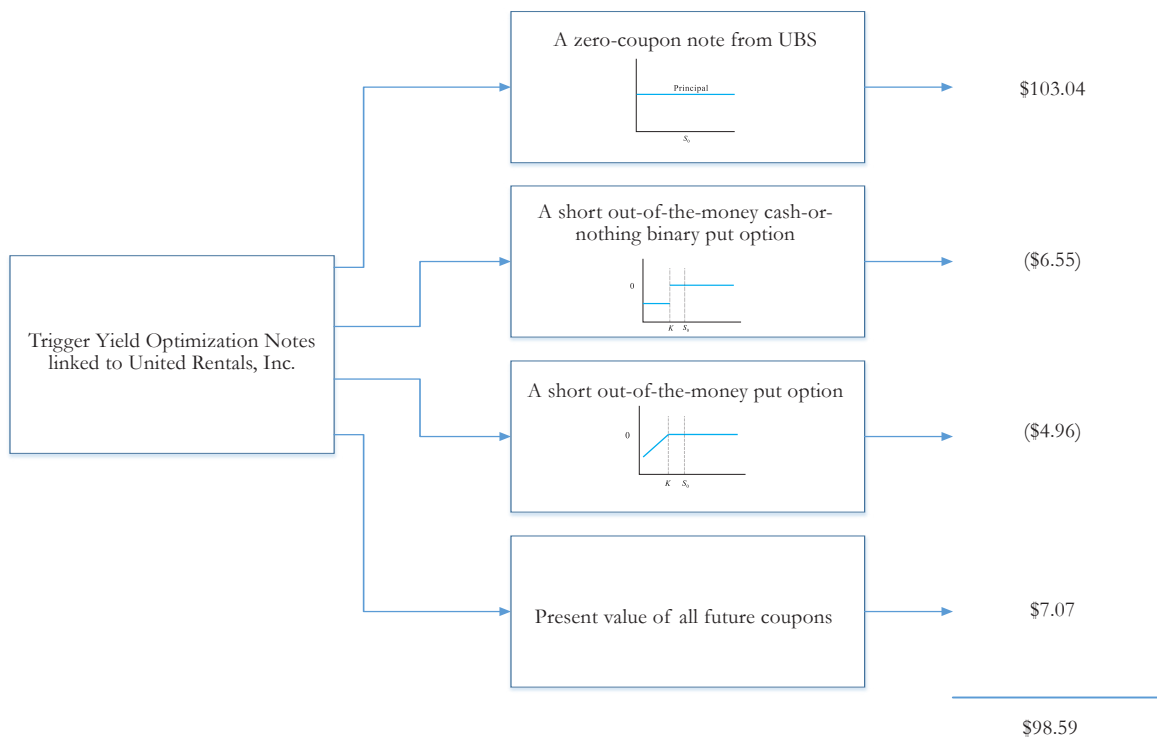 Trigger Yield Optimization Notes
linked to United Rentals, Inc.
A zero-coupon note from UBS
Principal
S₀
$103.04
A short out-of-the-money cash-or-
nothing binary put option
0
K S₀
($6.55)
A short out-of-the-money put option
0
K S₀
($4.96)
Present value of all future coupons
$7.07
$98.59